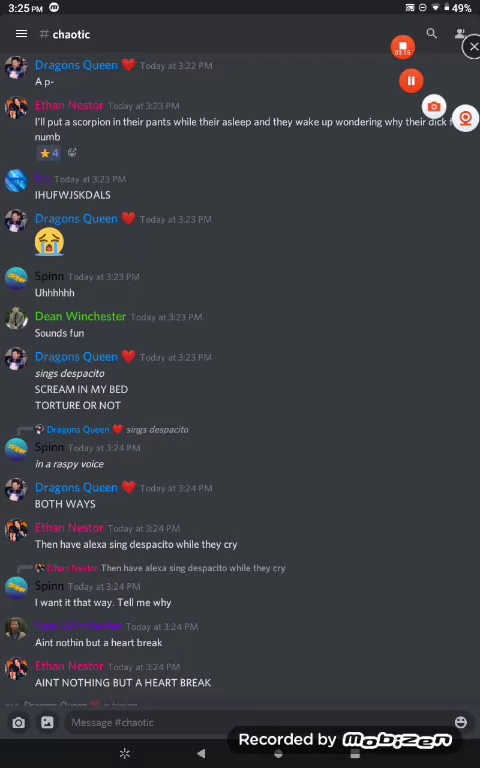 3:25 PM
49%
# chaotic
03:15
Dragons Queen ❤️ Today at 3:22 PM
A p-
Ethan Nestor Today at 3:23 PM
I'll put a scorpion in their pants while their asleep and they wake up wondering why their dick
numb
⭐ 4
Today at 3:23 PM
IHUFWJSKDALS
Dragons Queen ❤️ Today at 3:23 PM
😭
Spinn Today at 3:23 PM
Uhhhhhh
Dean Winchester Today at 3:23 PM
Sounds fun
Dragons Queen ❤️ Today at 3:23 PM
sings despacito
SCREAM IN MY BED
TORTURE OR NOT
Dragons Queen ❤️ sings despacito
Spinn Today at 3:24 PM
in a raspy voice
Dragons Queen ❤️ Today at 3:24 PM
BOTH WAYS
Ethan Nestor Today at 3:24 PM
Then have alexa sing despacito while they cry
Ethan Nestor Then have alexa sing despacito while they cry
Spinn Today at 3:24 PM
I want it that way. Tell me why
Sam Winchester Today at 3:24 PM
Aint nothin but a heart break
Ethan Nestor Today at 3:24 PM
AINT NOTHING BUT A HEART BREAK
Dragons Queen ❤️ is typing
Message #chaotic
Recorded by MOBIZEN